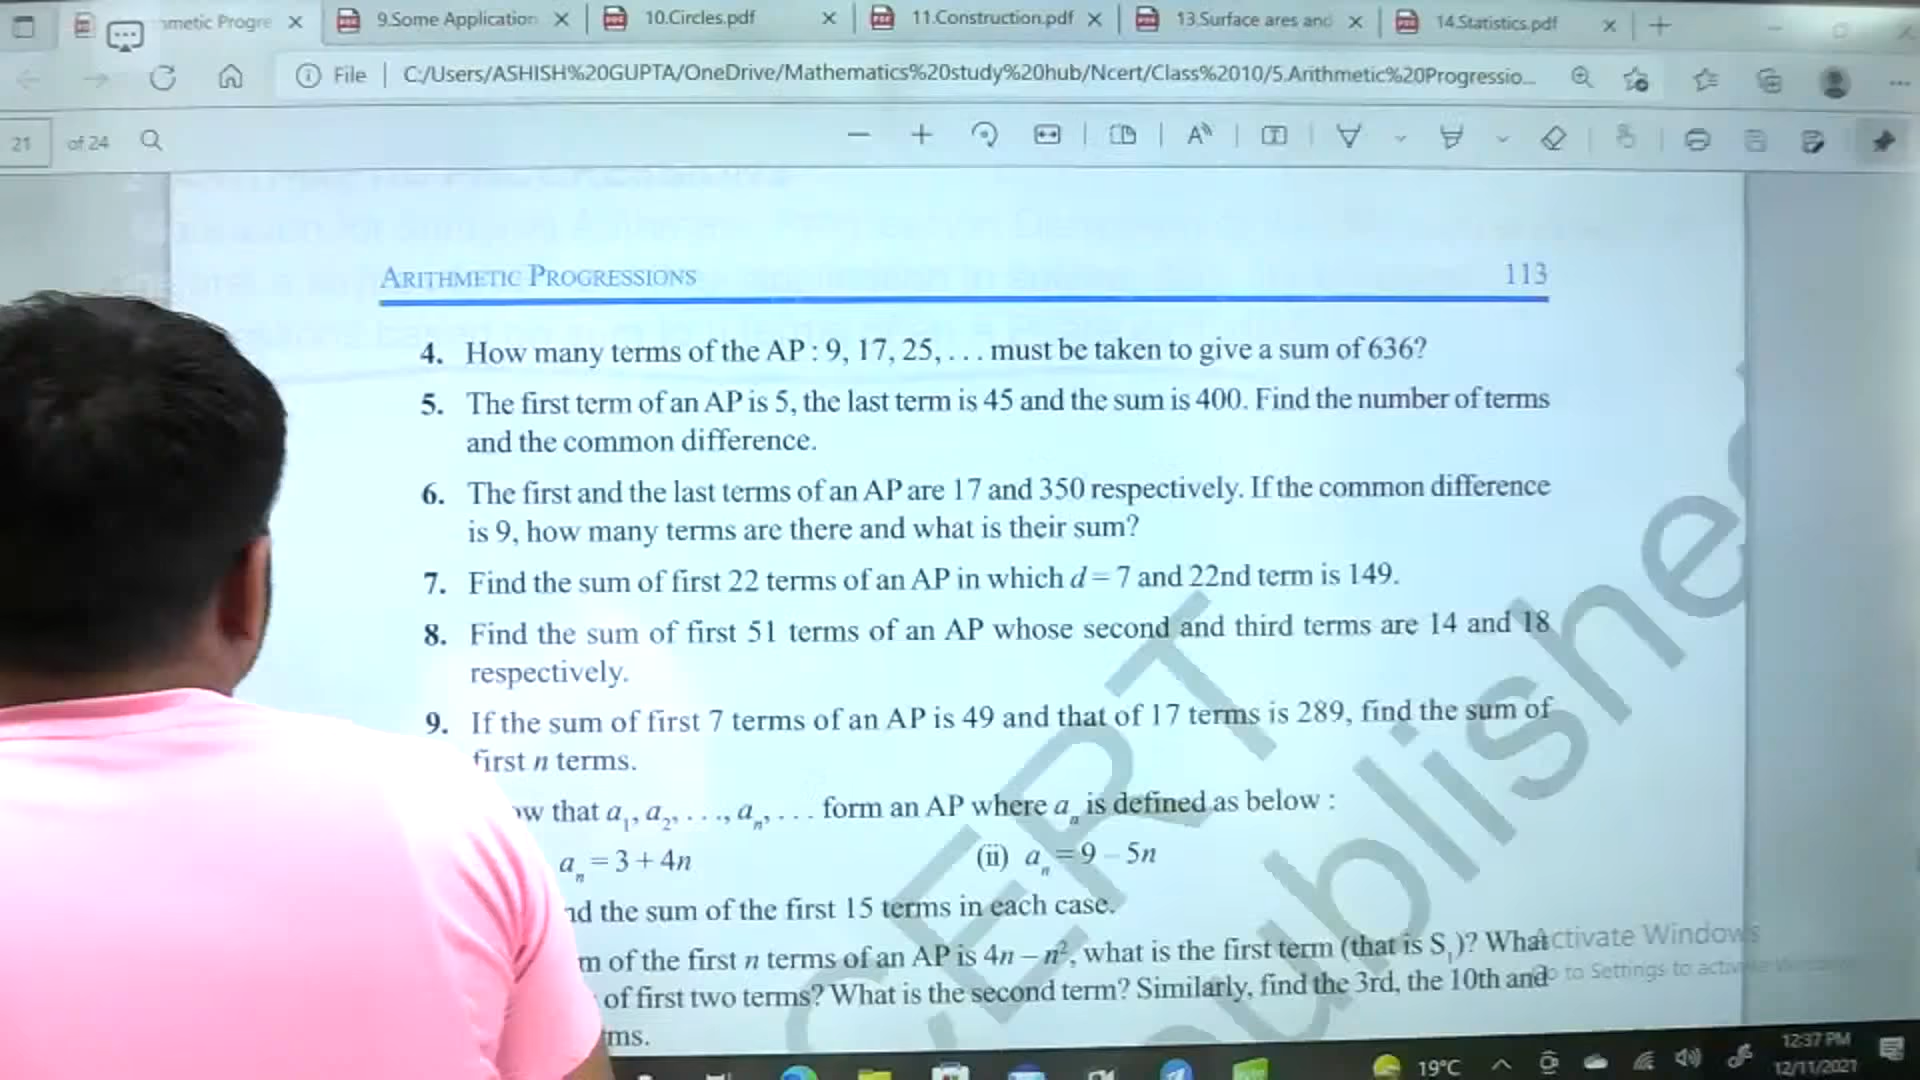 metic Progre
9.Some Application
10.Circles.pdf
11.Construction.pdf
13.Surface ares and
14.Statistics.pdf
File | C:/Users/ASHISH%20GUPTA/OneDrive/Mathematics%20study%20hub/Ncert/Class%2010/5.Arithmetic%20Progressio...
21 of 24
ARITHMETIC PROGRESSIONS 113
4. How many terms of the AP : 9, 17, 25, . . . must be taken to give a sum of 636?
5. The first term of an AP is 5, the last term is 45 and the sum is 400. Find the number of terms
and the common difference.
6. The first and the last terms of an AP are 17 and 350 respectively. If the common difference
is 9, how many terms are there and what is their sum?
7. Find the sum of first 22 terms of an AP in which d = 7 and 22nd term is 149.
8. Find the sum of first 51 terms of an AP whose second and third terms are 14 and 18
respectively.
9. If the sum of first 7 terms of an AP is 49 and that of 17 terms is 289, find the sum of
first n terms.
ow that a₁, a₂, . . ., aₙ, . . . form an AP where aₙ is defined as below :
aₙ = 3 + 4n (ii) aₙ = 9 – 5n
nd the sum of the first 15 terms in each case.
m of the first n terms of an AP is 4n – n², what is the first term (that is S₁)? What
of first two terms? What is the second term? Similarly, find the 3rd, the 10th and
ms.
CERT
publishe
Activate Windows
to Settings to activate
19°C
12:37 PM
12/11/2021